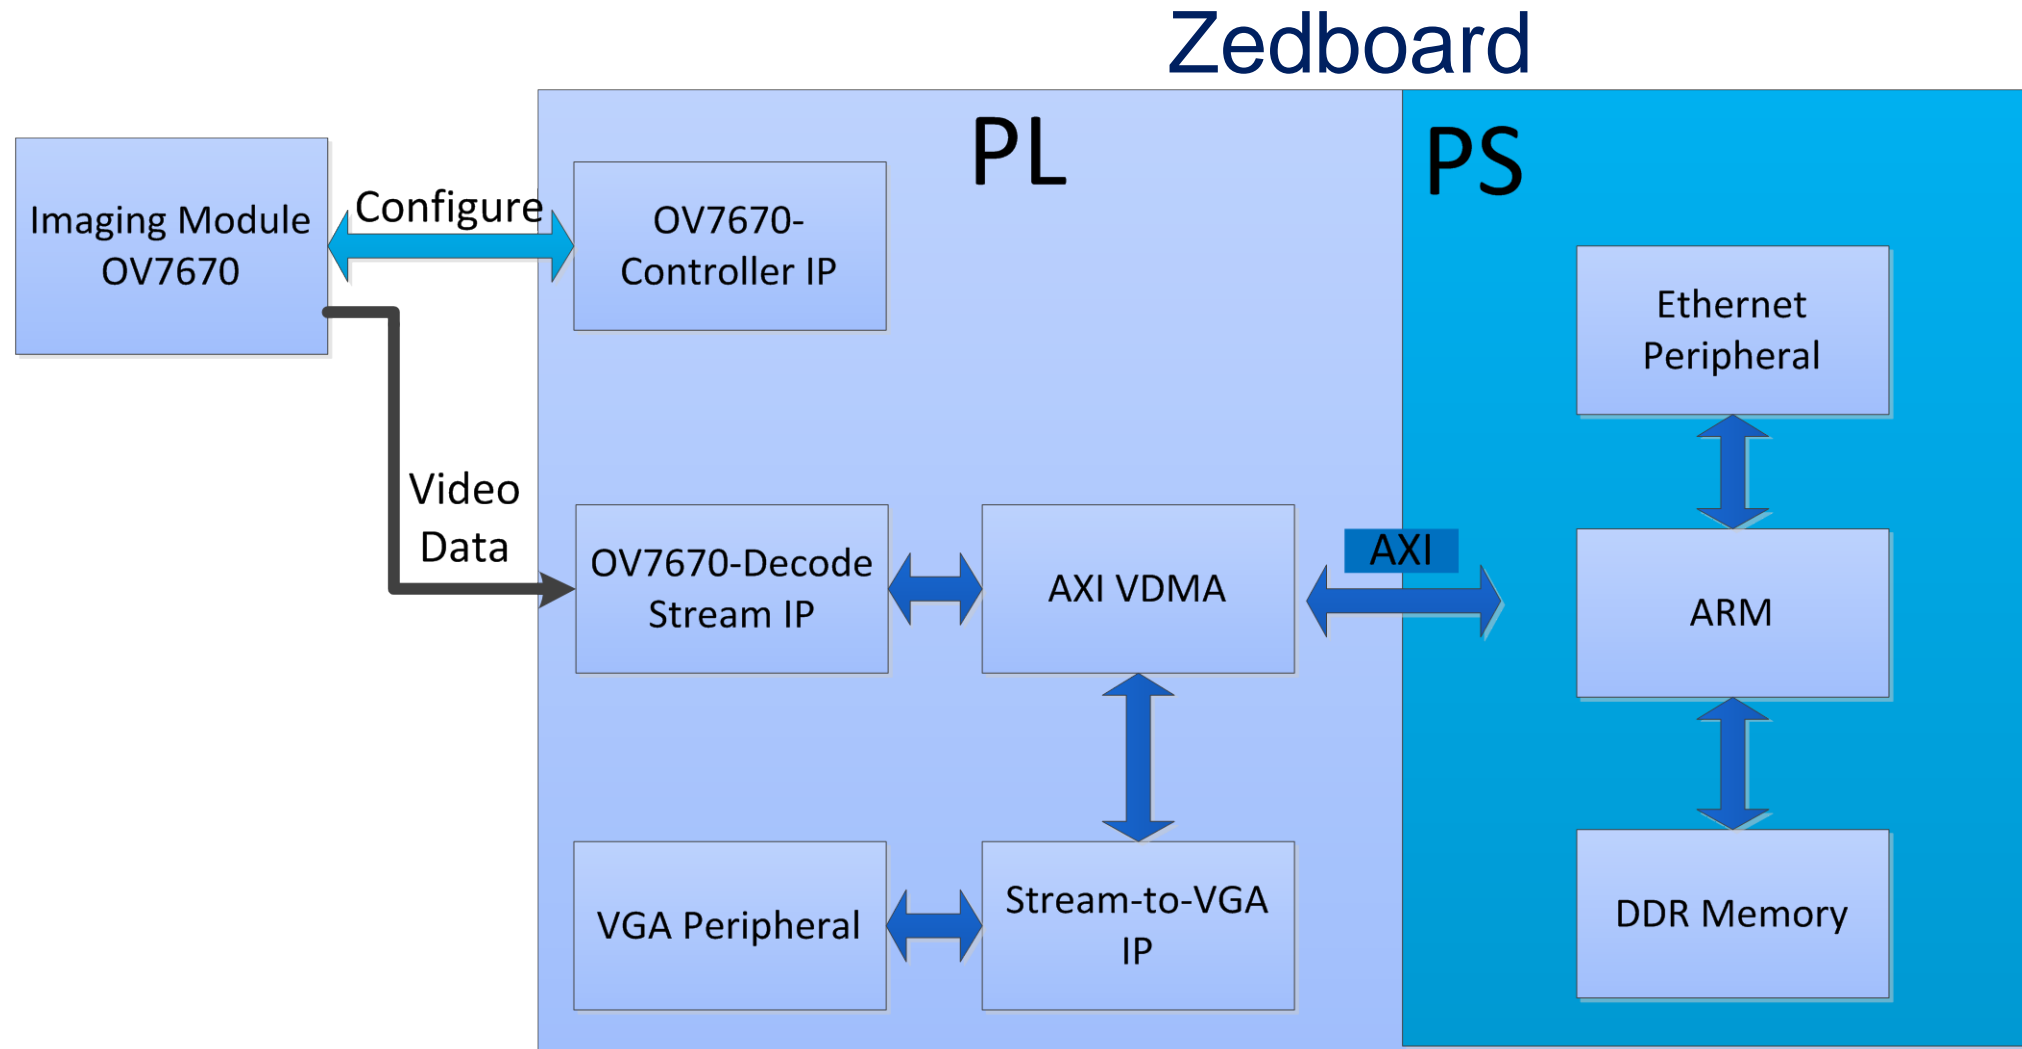 Zedboard
PL
PS
Imaging Module
OV7670
Configure
OV7670-
Controller IP
Ethernet
Peripheral
Video
Data
OV7670-Decode
Stream IP
AXI VDMA
AXI
ARM
VGA Peripheral
Stream-to-VGA
IP
DDR Memory